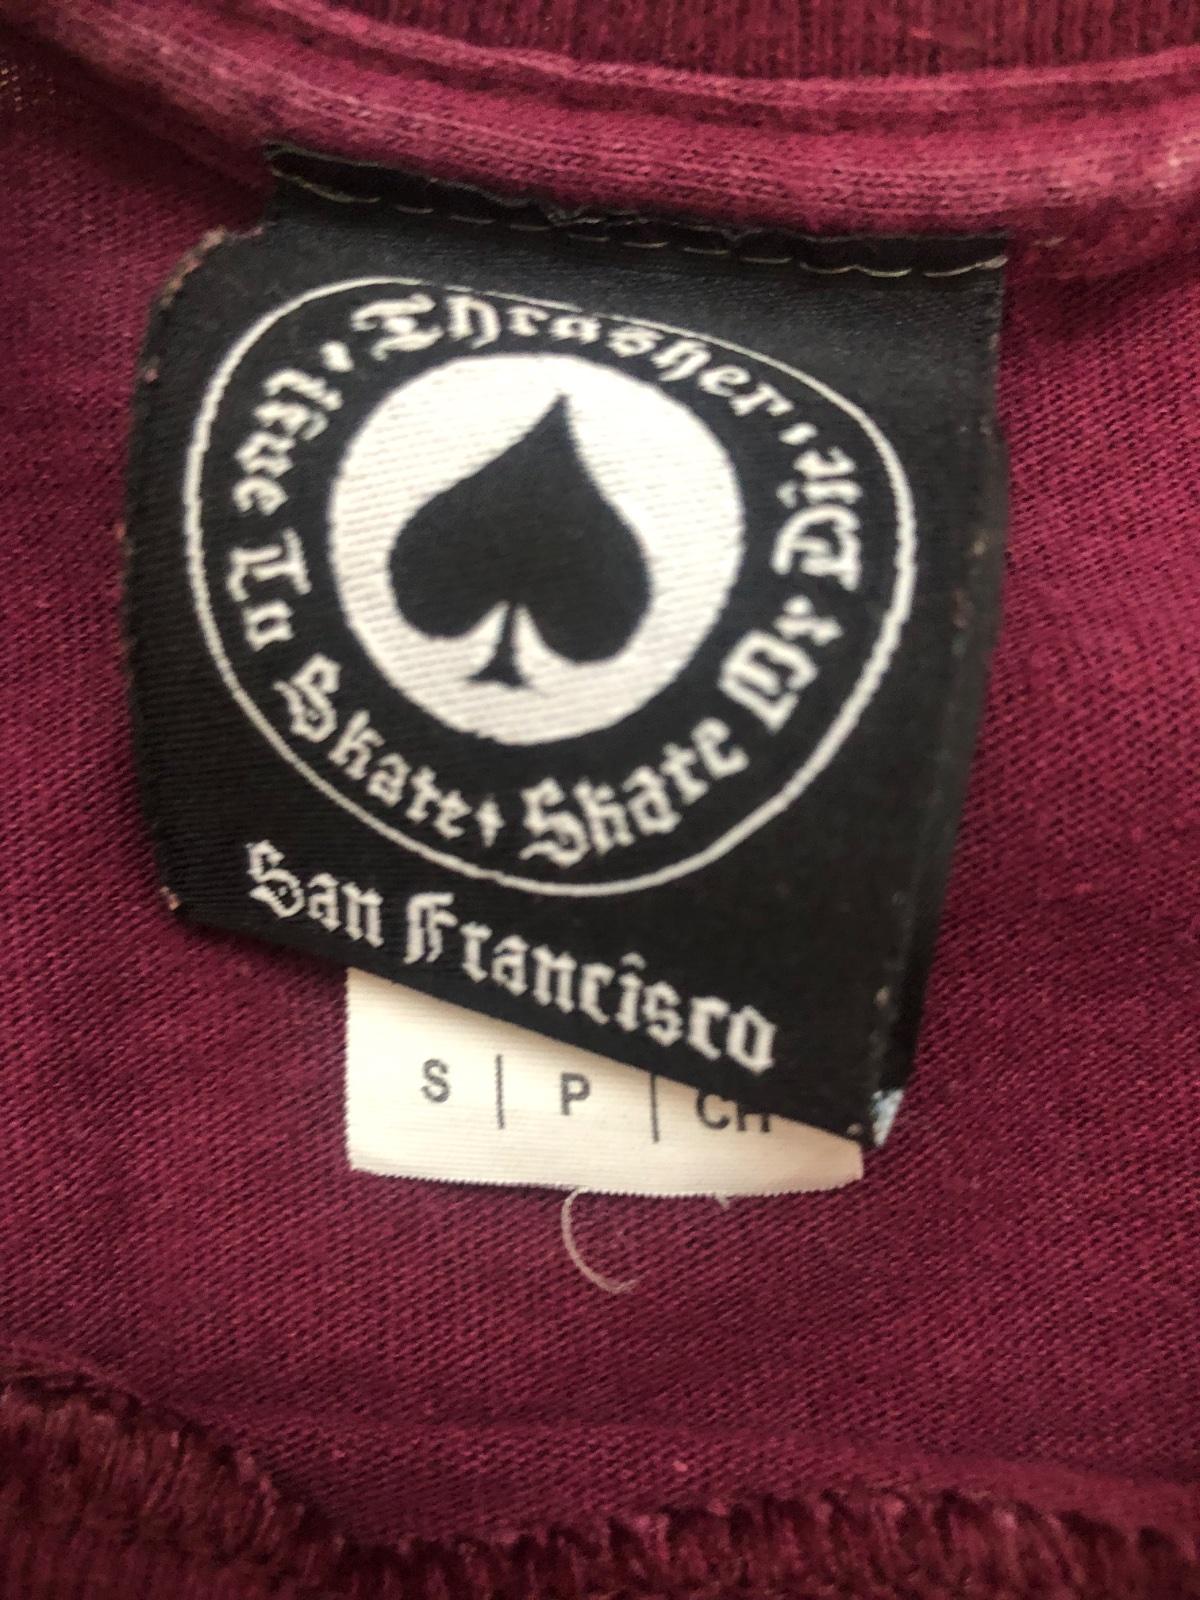 Thrasher · Live To Skate · Skate Or Die ·
San Francisco
S | P | CH